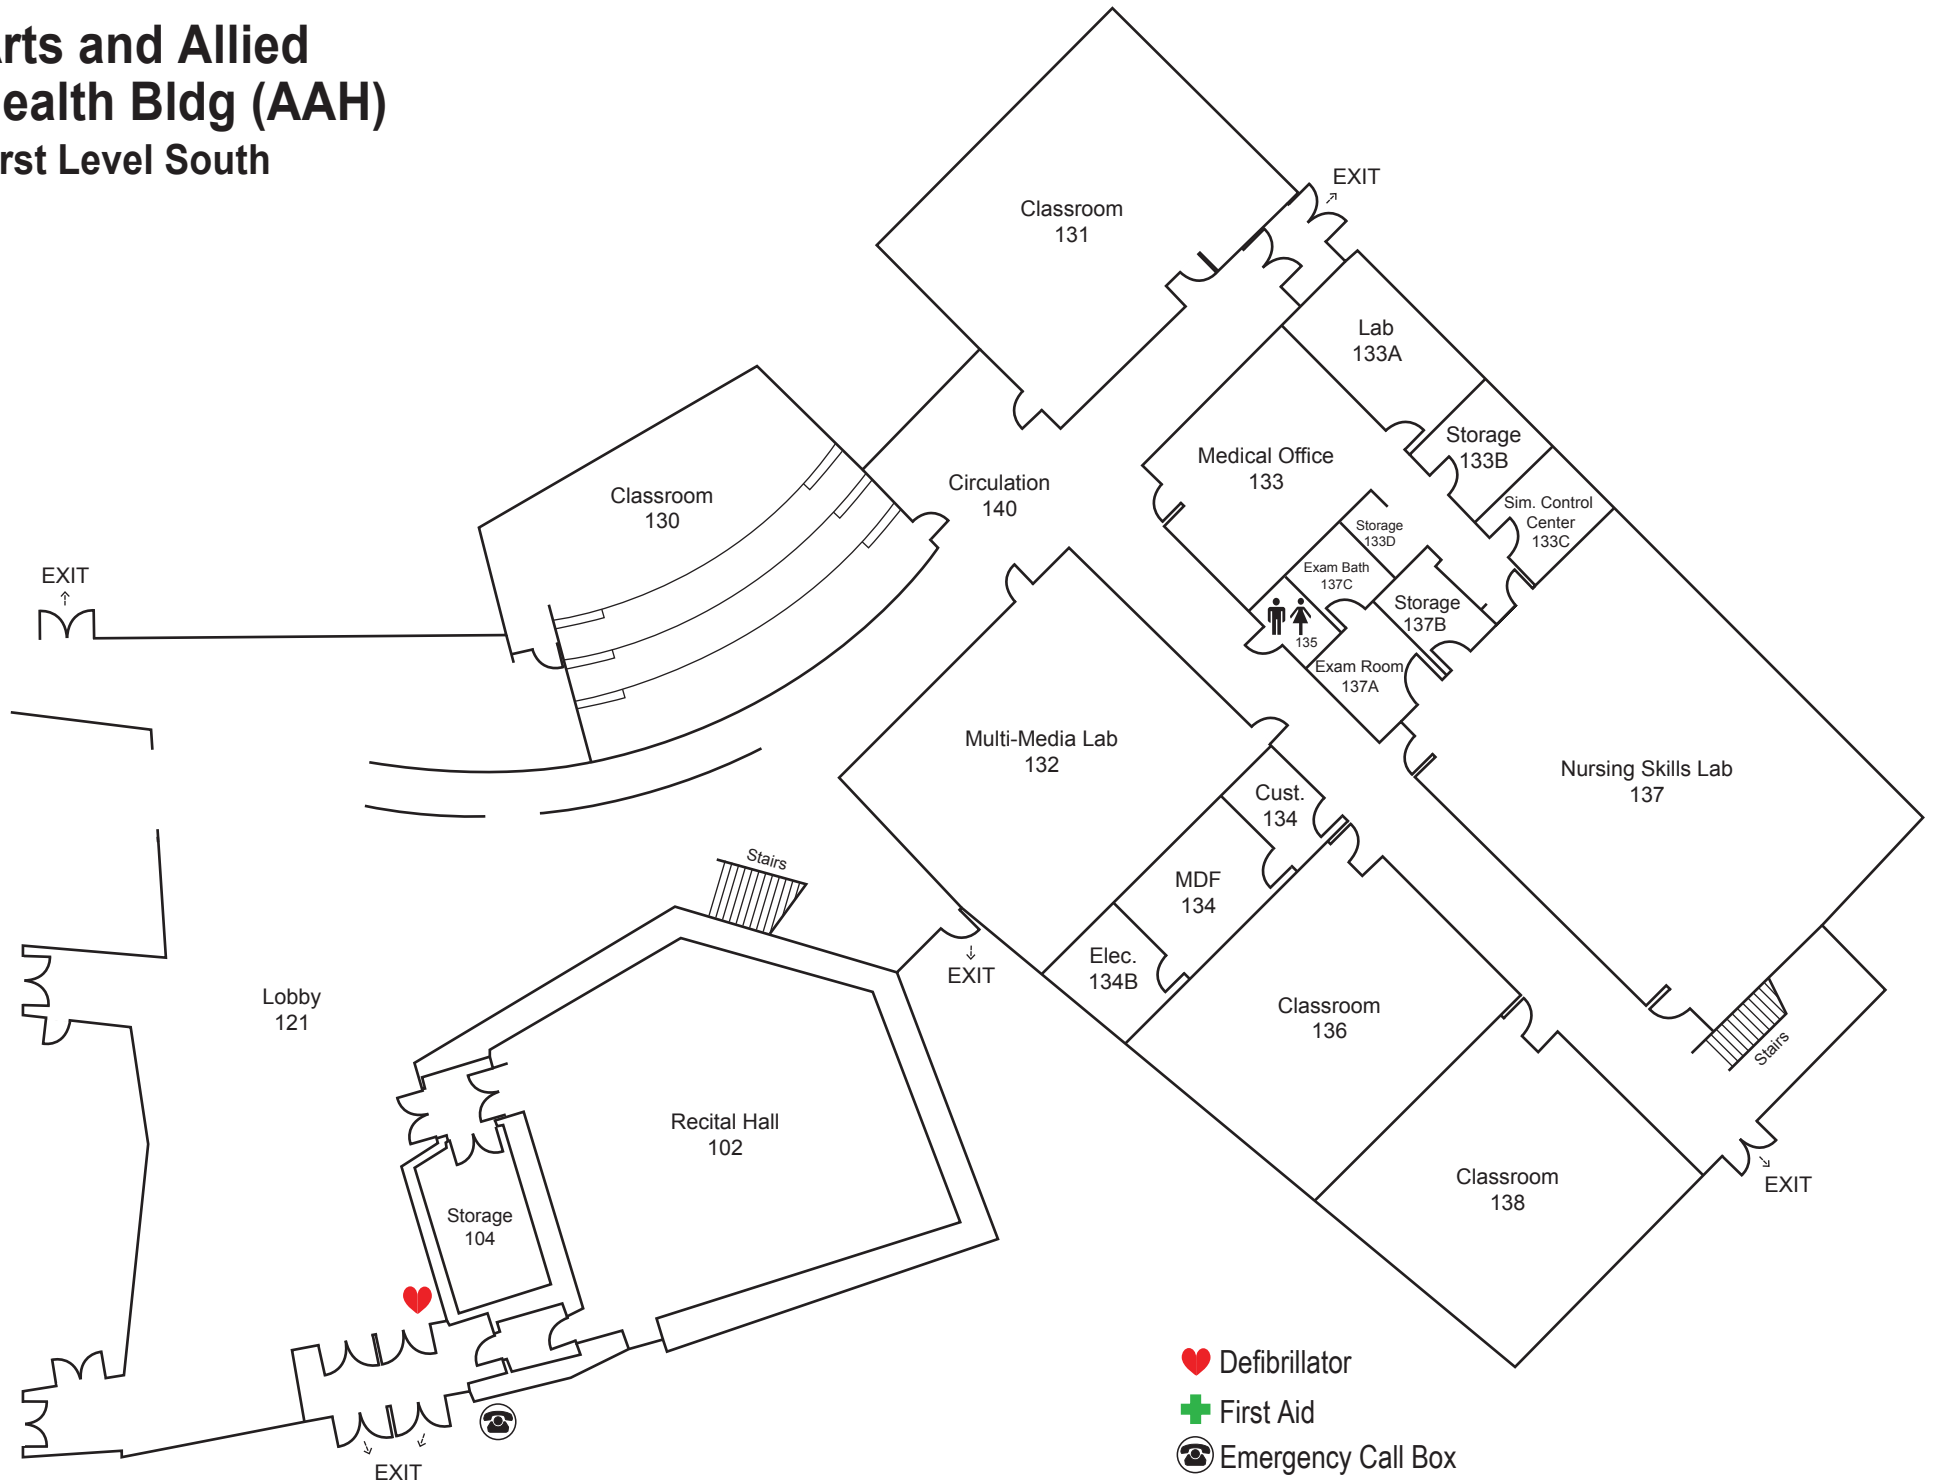 rts and Allied
ealth Bldg (AAH)
rst Level South
EXIT
Classroom
131
Lab
133A
Storage
133B
Medical Office
133
Sim. Control
Center
133C
Classroom
130
Circulation
140
Storage
133D
Exam Bath
137C
Storage
137B
135
Exam Room
137A
EXIT
Multi-Media Lab
132
Nursing Skills Lab
137
Cust.
134
MDF
134
Stairs
Elec.
134B
EXIT
Lobby
121
Classroom
136
Stairs
Recital Hall
102
Classroom
138
EXIT
Storage
104
Defibrillator
First Aid
Emergency Call Box
EXIT